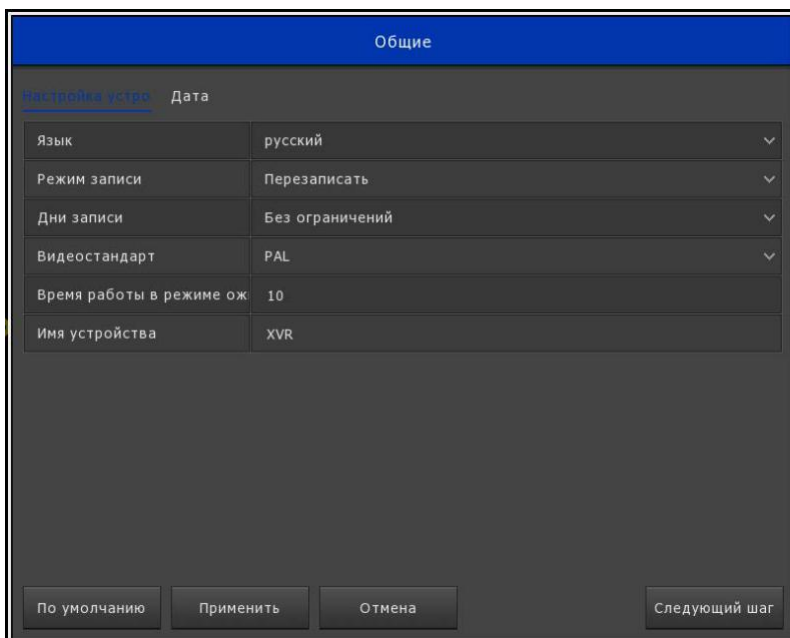 Общие
Настройка устро Дата
Язык русский
Режим записи Перезаписать
Дни записи Без ограничений
Видеостандарт PAL
Время работы в режиме ож 10
Имя устройства XVR
По умолчанию Применить Отмена Следующий шаг